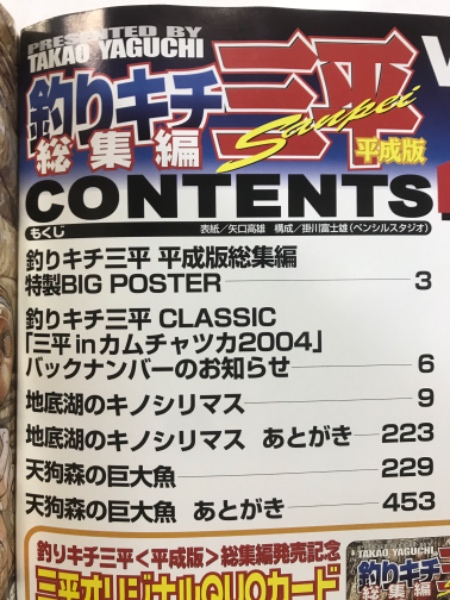 PRESENTED BY
TAKAO YAGUCHI
釣りキチ三平
Sanpei
総集編
平成版
CONTENTS
もくじ
表紙/矢口高雄 構成/掛川富士雄(ペンシルスタジオ)
釣りキチ三平 平成版総集編
特製BIG POSTER 3
釣りキチ三平 CLASSIC
「三平inカムチャツカ2004」
バックナンバーのお知らせ 6
地底湖のキノシリマス 9
地底湖のキノシリマス あとがき 223
天狗森の巨大魚 229
天狗森の巨大魚 あとがき 453
釣りキチ三平<平成版>総集編発売記念
三平オリジナルQUOカード
TAKAO YAGUCHI
釣りキチ三
総集編